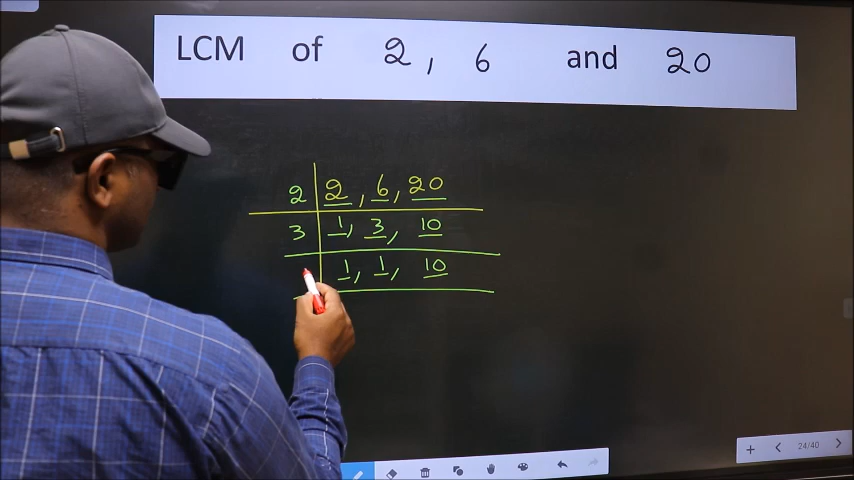 LCM of 2, 6 and 20
2 2, 6, 20
3 1, 3, 10
1, 1, 10
24/40